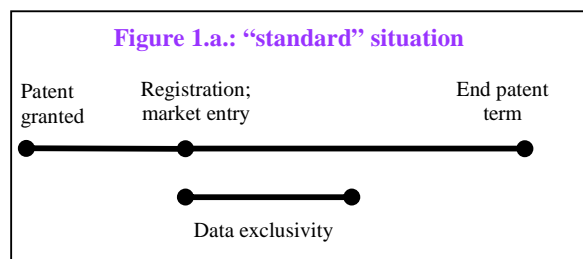 Figure 1.a.: “standard” situation
Patent
granted
Registration;
market entry
End patent
term
Data exclusivity